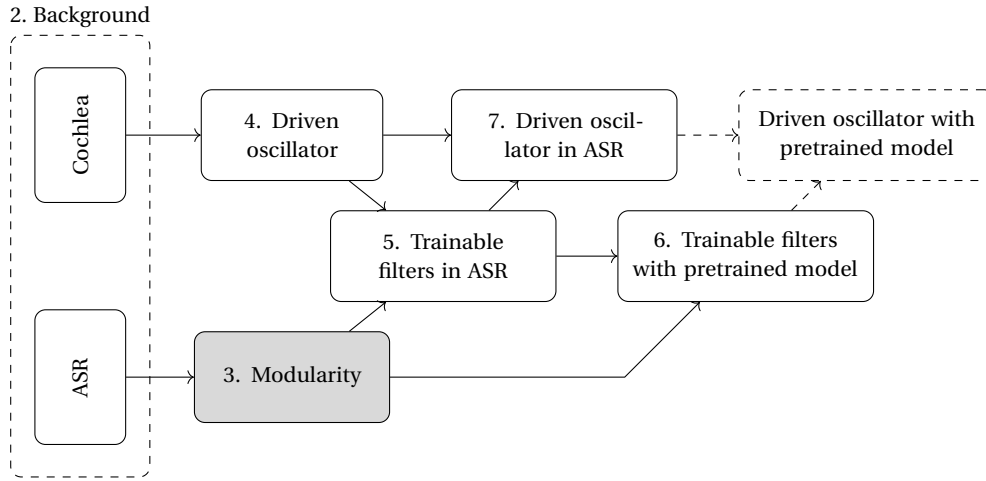 2. Background
Cochlea
4. Driven
oscillator
7. Driven oscil-
lator in ASR
Driven oscillator with
pretrained model
5. Trainable
filters in ASR
6. Trainable filters
with pretrained model
ASR
3. Modularity